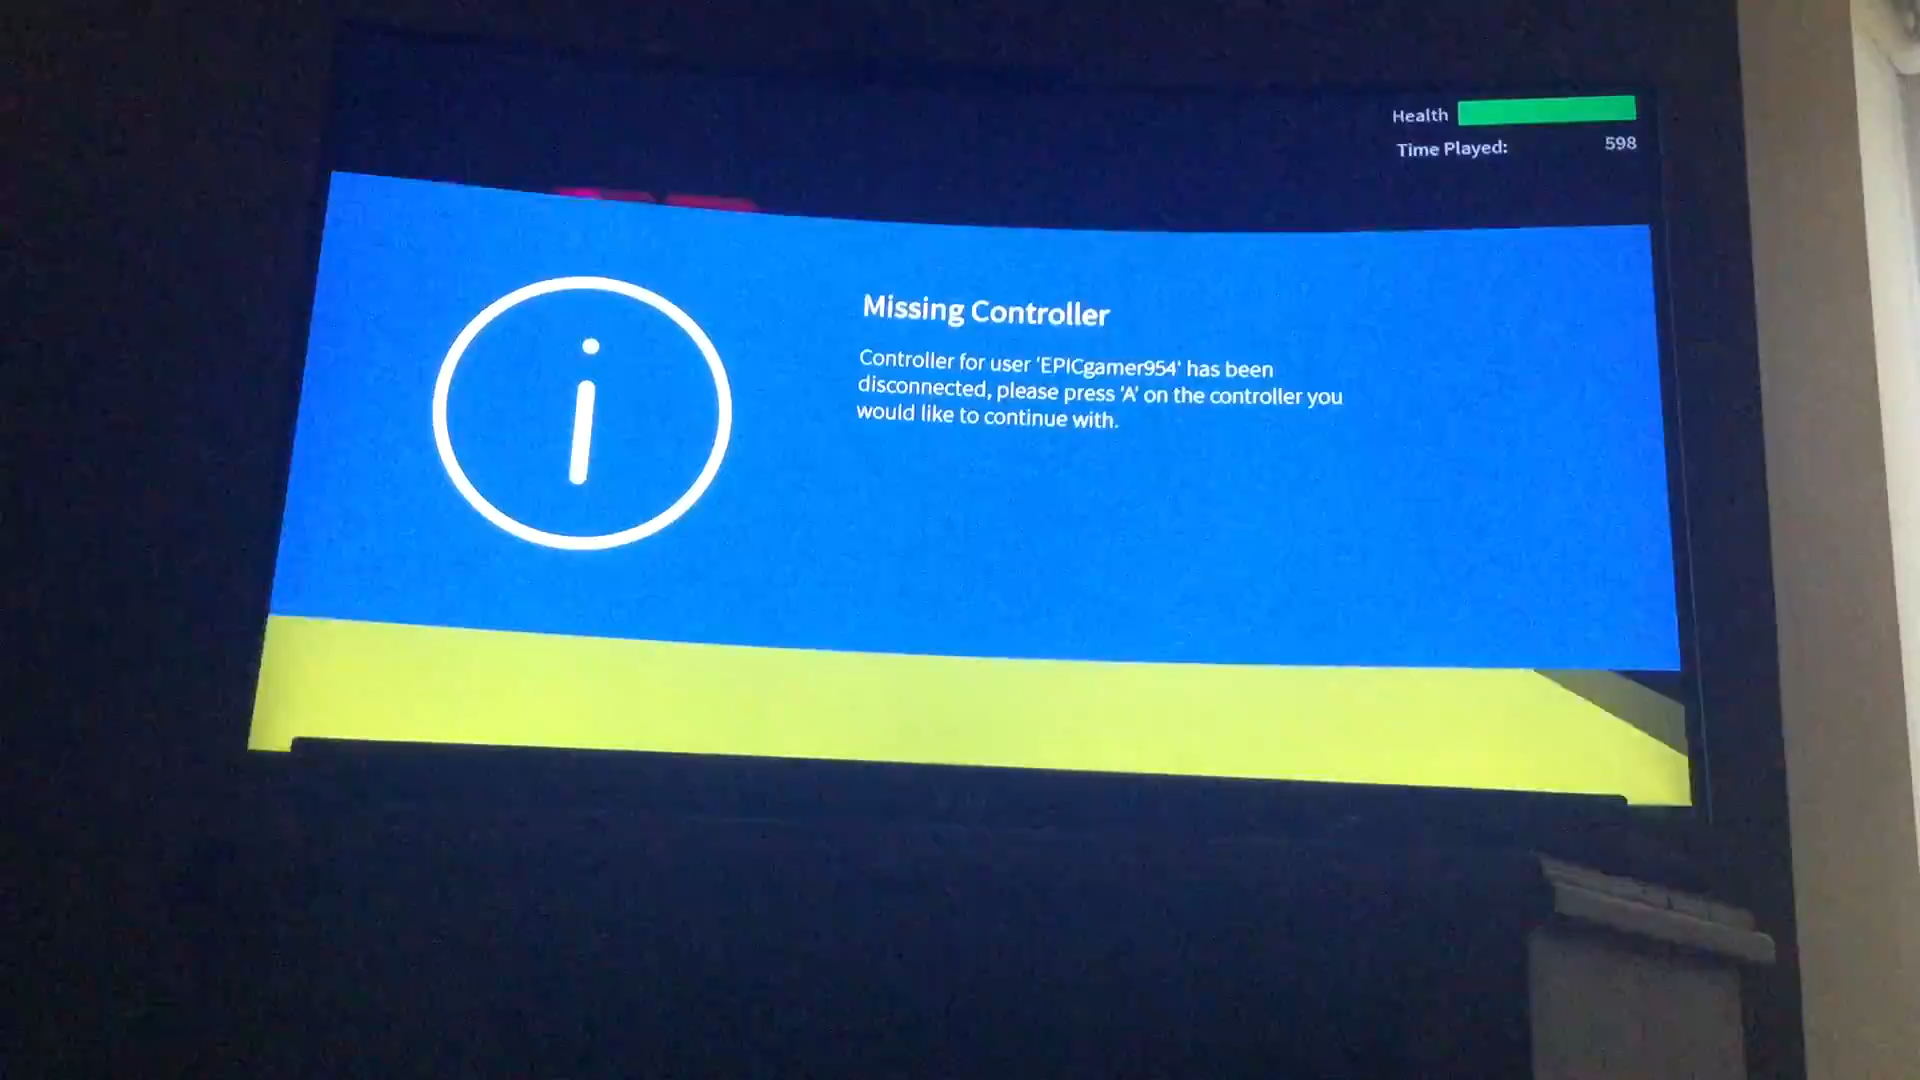 Health
Time Played: 598
Missing Controller
Controller for user 'EPICgamer954' has been
disconnected, please press 'A' on the controller you
would like to continue with.